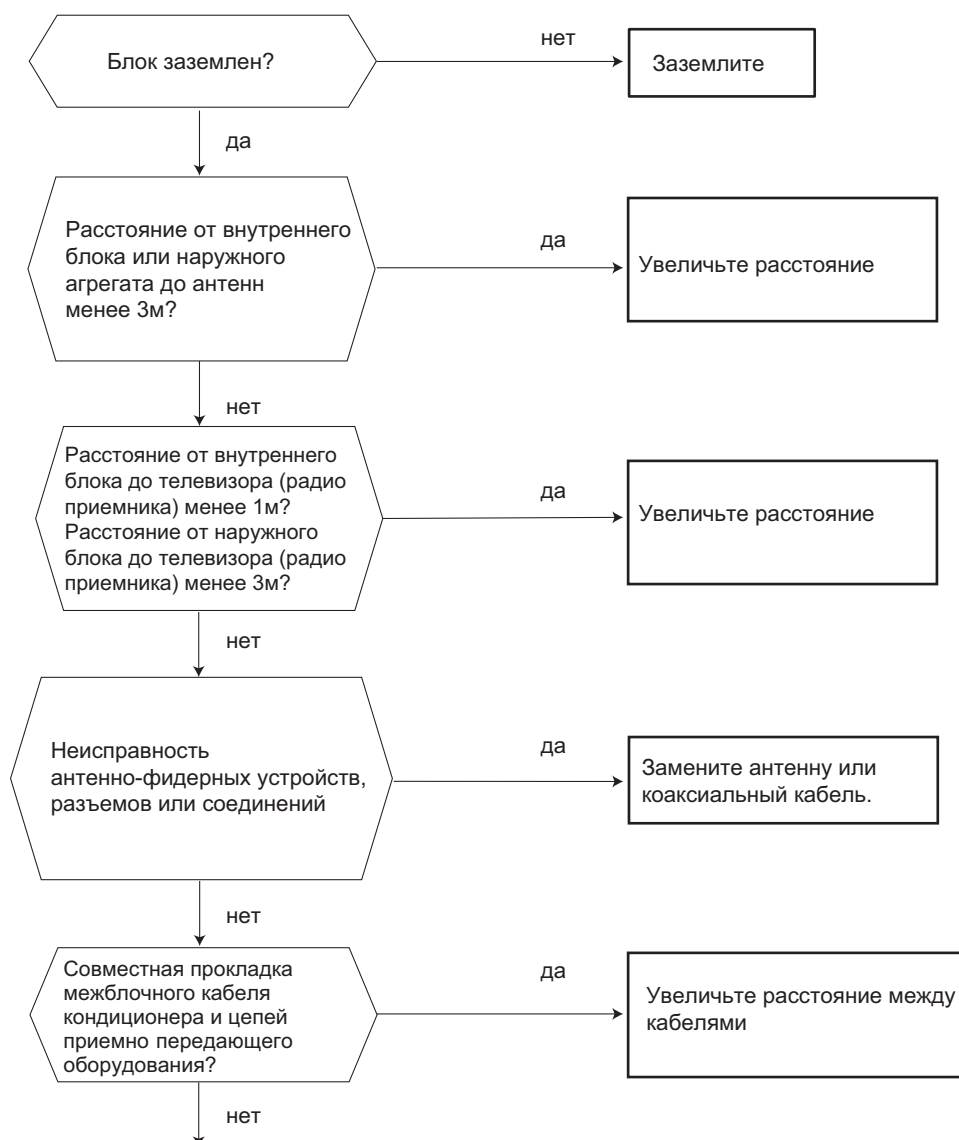 Блок заземлен?
нет
Заземлите
да
Расстояние от внутреннего
блока или наружного
агрегата до антенн
менее 3м?
да
Увеличьте расстояние
нет
Расстояние от внутреннего
блока до телевизора (радио
приемника) менее 1м?
Расстояние от наружного
блока до телевизора (радио
приемника) менее 3м?
да
Увеличьте расстояние
нет
Неисправность
антенно-фидерных устройств,
разъемов или соединений
да
Замените антенну или
коаксиальный кабель.
нет
Совместная прокладка
межблочного кабеля
кондиционера и цепей
приемно передающего
оборудования?
да
Увеличьте расстояние между
кабелями
нет